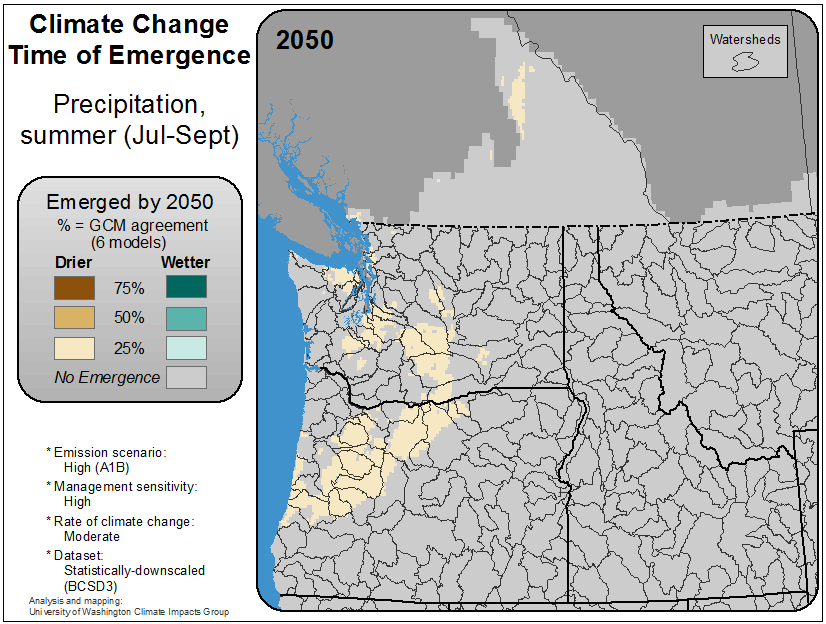 Climate Change
Time of Emergence
Precipitation,
summer (Jul-Sept)
Emerged by 2050
% = GCM agreement
(6 models)
Drier Wetter
75%
50%
25%
No Emergence
* Emission scenario:
High (A1B)
* Management sensitivity:
High
* Rate of climate change:
Moderate
* Dataset:
Statistically-downscaled
(BCSD3)
Analysis and mapping:
University of Washington Climate Impacts Group
2050
Watersheds